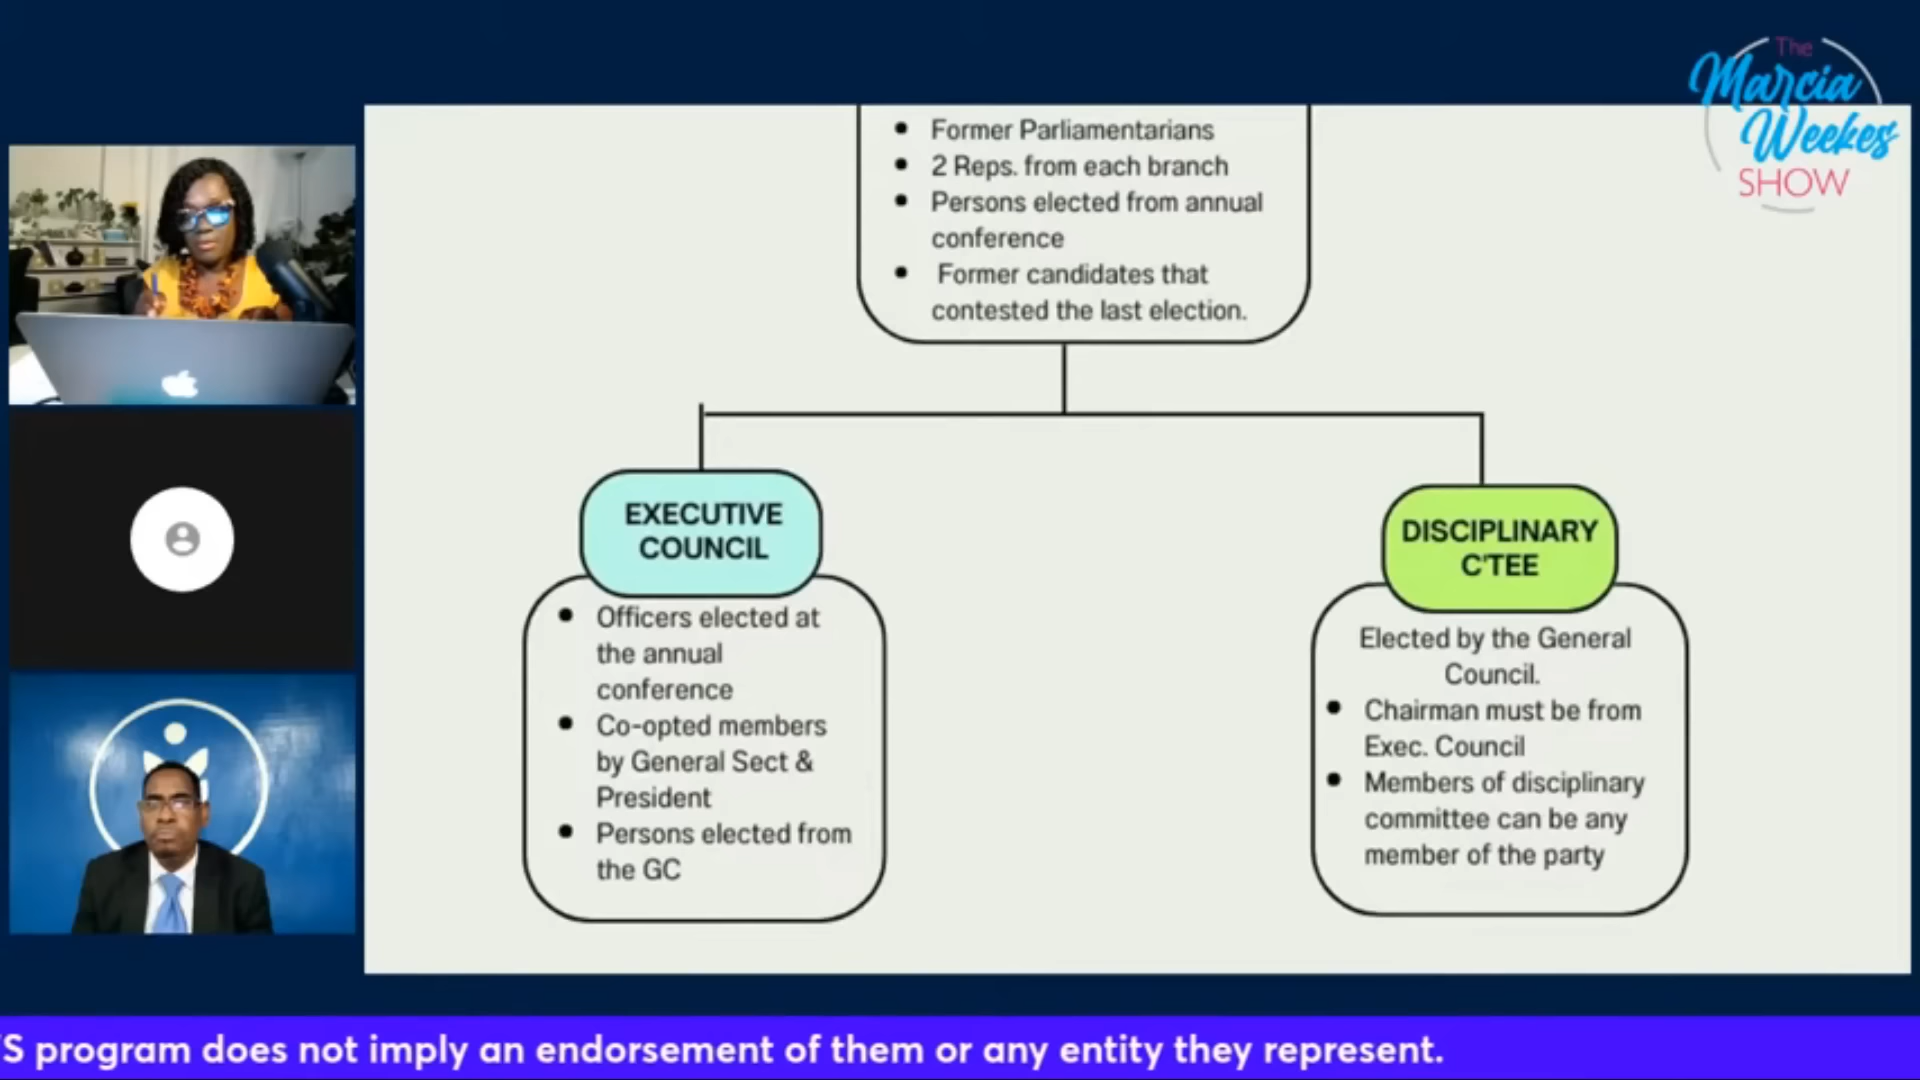 The
Marcia
Weekes
SHOW
• Former Parliamentarians
• 2 Reps. from each branch
• Persons elected from annual
conference
• Former candidates that
contested the last election.
EXECUTIVE
COUNCIL
• Officers elected at
the annual
conference
• Co-opted members
by General Sect &
President
• Persons elected from
the GC
DISCIPLINARY
C'TEE
Elected by the General
Council.
• Chairman must be from
Exec. Council
• Members of disciplinary
committee can be any
member of the party
S program does not imply an endorsement of them or any entity they represent.